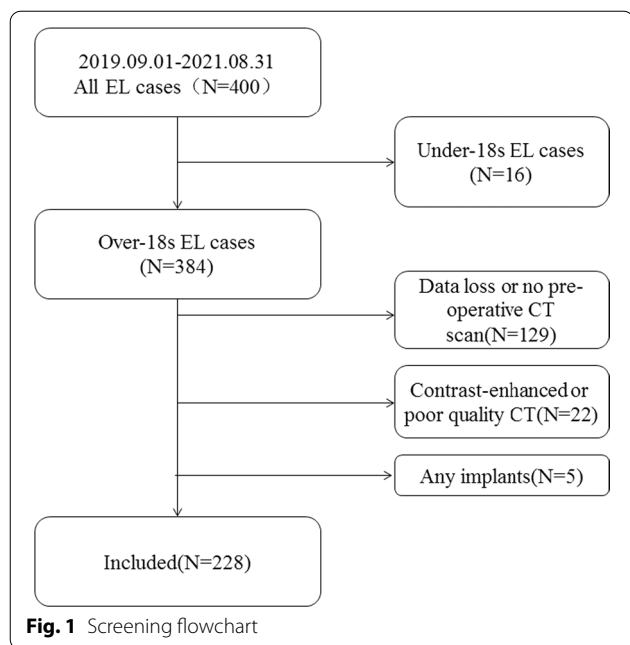 2019.09.01-2021.08.31
All EL cases（N=400）
Under-18s EL cases
(N=16)
Over-18s EL cases
(N=384)
Data loss or no pre-
operative CT
scan(N=129)
Contrast-enhanced or
poor quality CT(N=22)
Any implants(N=5)
Included(N=228)
Fig. 1 Screening flowchart